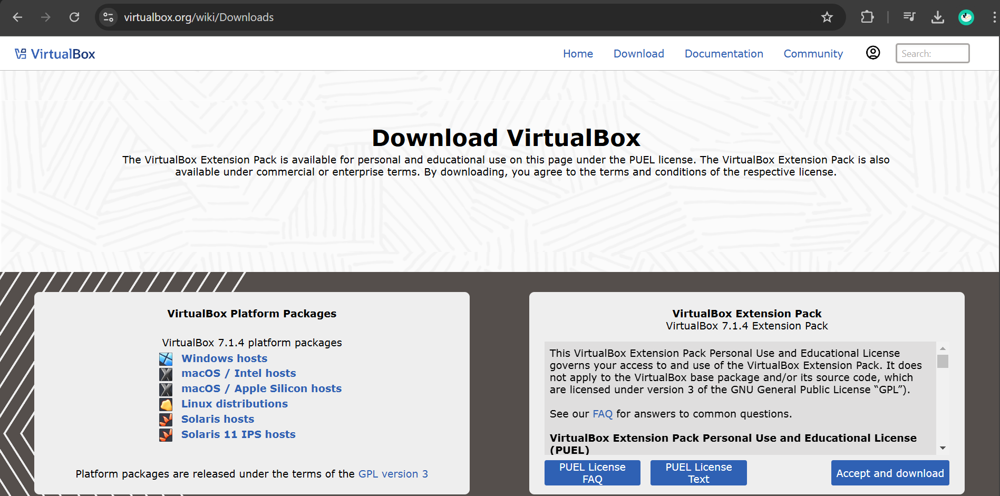 virtualbox.org/wiki/Downloads
VirtualBox
Home
Download
Documentation
Community
Search:
Download VirtualBox
The VirtualBox Extension Pack is available for personal and educational use on this page under the PUEL license. The VirtualBox Extension Pack is also
available under commercial or enterprise terms. By downloading, you agree to the terms and conditions of the respective license.
VirtualBox Platform Packages
VirtualBox 7.1.4 platform packages
Windows hosts
macOS / Intel hosts
macOS / Apple Silicon hosts
Linux distributions
Solaris hosts
Solaris 11 IPS hosts
Platform packages are released under the terms of the GPL version 3
VirtualBox Extension Pack
VirtualBox 7.1.4 Extension Pack
This VirtualBox Extension Pack Personal Use and Educational License
governs your access to and use of the VirtualBox Extension Pack. It does
not apply to the VirtualBox base package and/or its source code, which
are licensed under version 3 of the GNU General Public License “GPL”).
See our FAQ for answers to common questions.
VirtualBox Extension Pack Personal Use and Educational License
(PUEL)
PUEL License
FAQ
PUEL License
Text
Accept and download